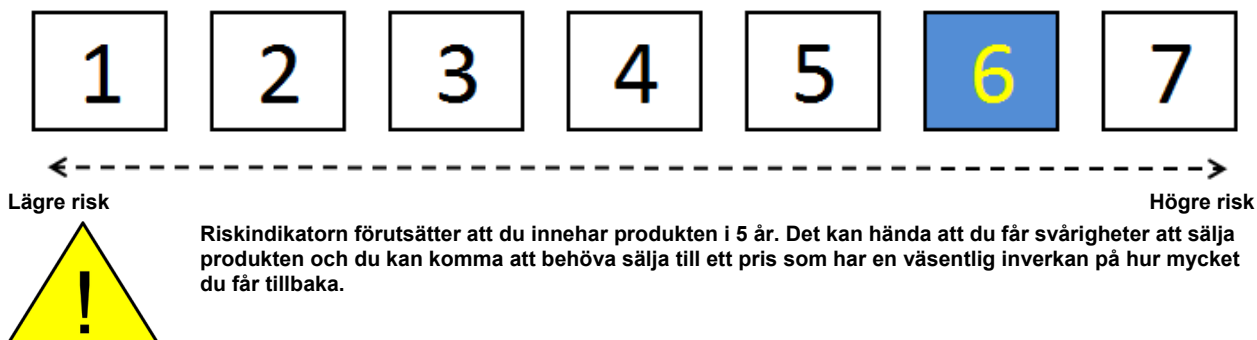 1 2 3 4 5 6 7
Lägre risk Högre risk
Riskindikatorn förutsätter att du innehar produkten i 5 år. Det kan hända att du får svårigheter att sälja
produkten och du kan komma att behöva sälja till ett pris som har en väsentlig inverkan på hur mycket
du får tillbaka.
!